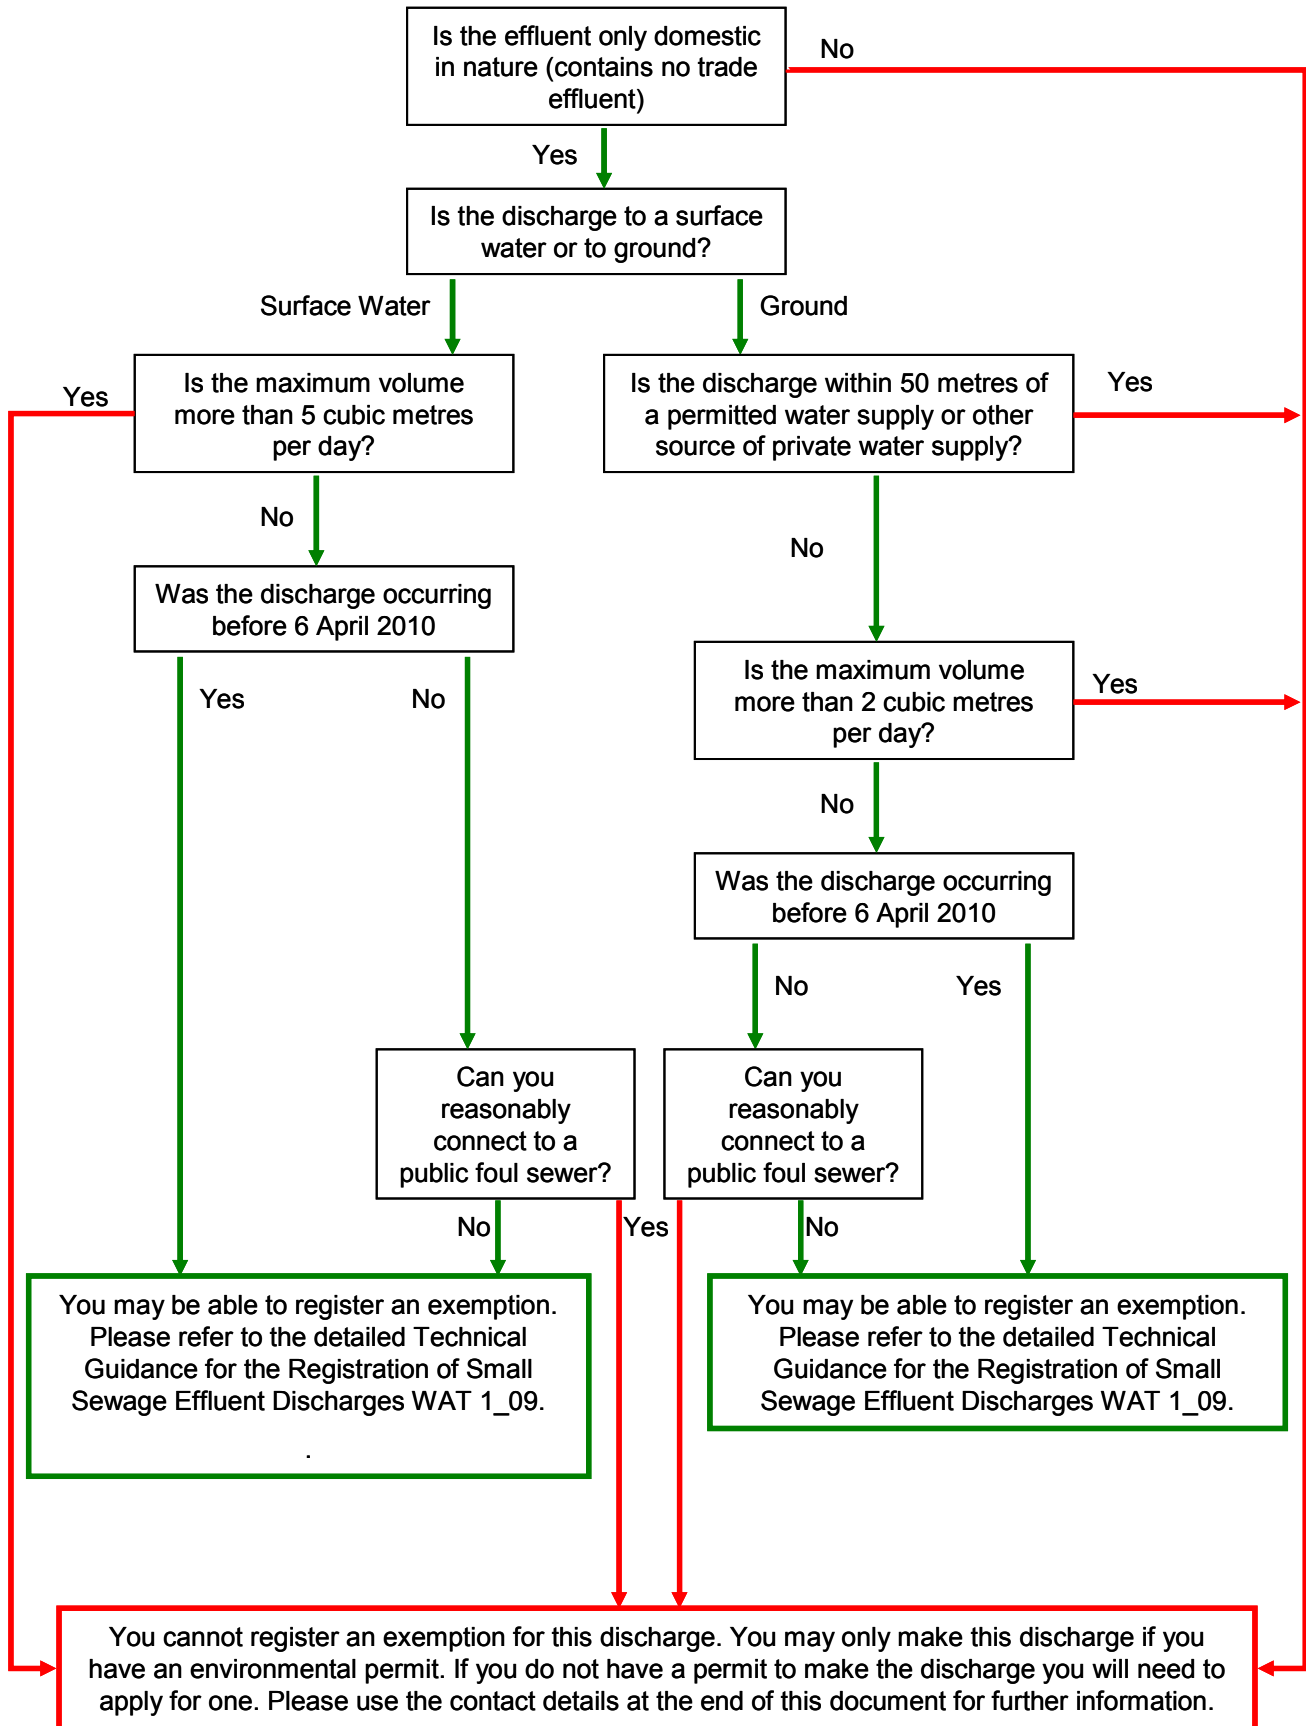 Is the effluent only domestic
in nature (contains no trade
effluent)
No
Yes
Is the discharge to a surface
water or to ground?
Surface Water
Ground
Is the maximum volume
more than 5 cubic metres
per day?
Yes
Is the discharge within 50 metres of
a permitted water supply or other
source of private water supply?
Yes
No
No
Was the discharge occurring
before 6 April 2010
Is the maximum volume
more than 2 cubic metres
per day?
Yes
Yes
No
No
Was the discharge occurring
before 6 April 2010
No
Yes
Can you
reasonably
connect to a
public foul sewer?
Can you
reasonably
connect to a
public foul sewer?
No
Yes
No
You may be able to register an exemption.
Please refer to the detailed Technical
Guidance for the Registration of Small
Sewage Effluent Discharges WAT 1_09.
.
You may be able to register an exemption.
Please refer to the detailed Technical
Guidance for the Registration of Small
Sewage Effluent Discharges WAT 1_09.
You cannot register an exemption for this discharge. You may only make this discharge if you
have an environmental permit. If you do not have a permit to make the discharge you will need to
apply for one. Please use the contact details at the end of this document for further information.